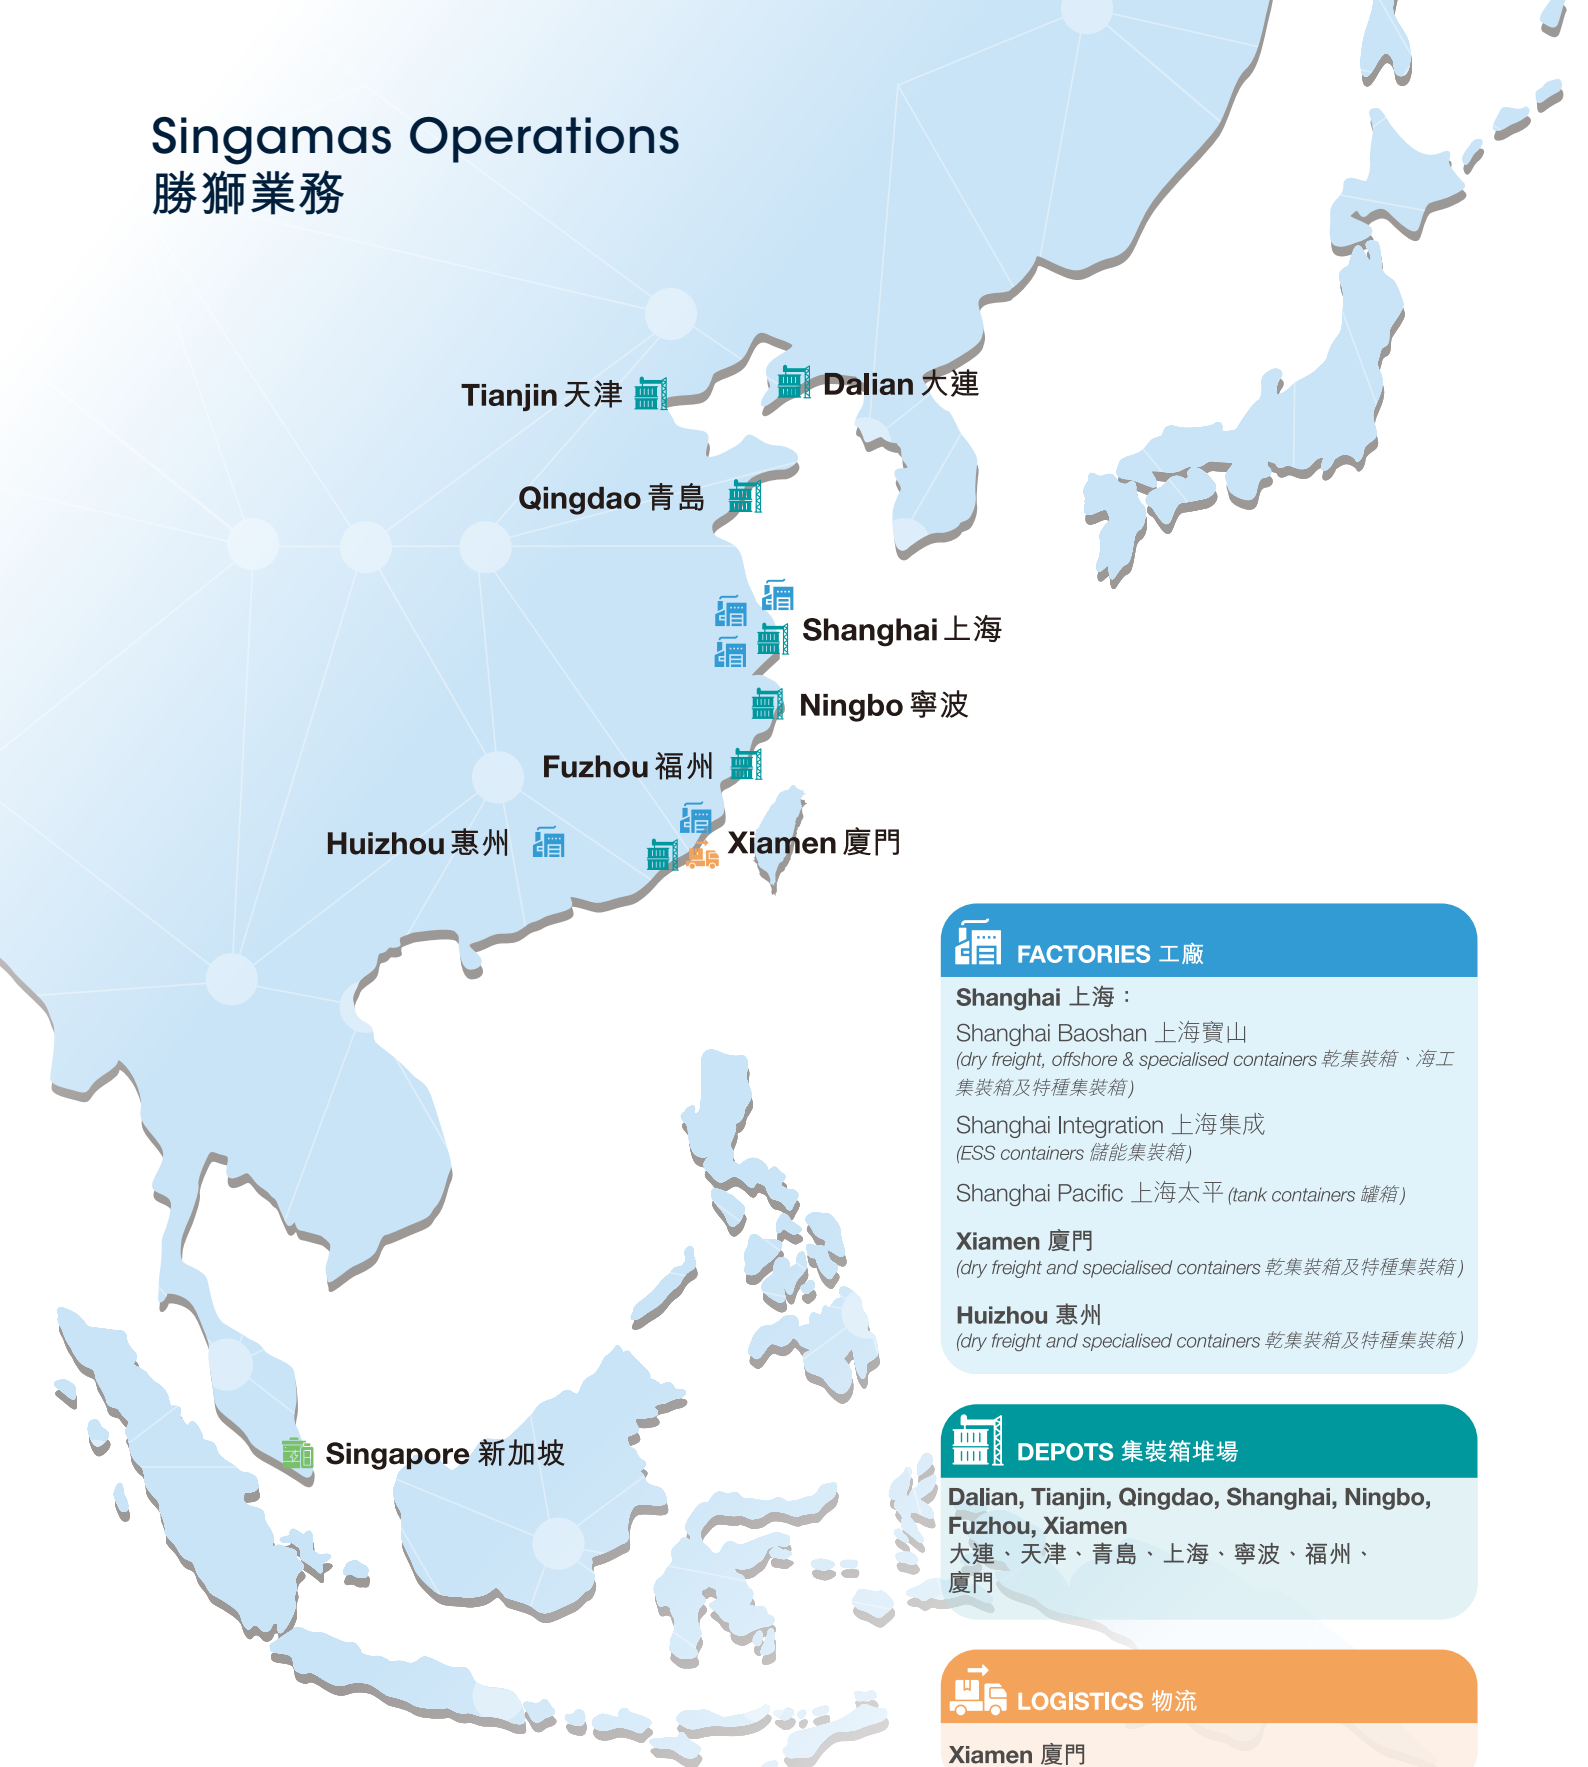 Singamas Operations
勝獅業務
Tianjin 天津
Dalian 大連
Qingdao 青島
Shanghai 上海
Ningbo 寧波
Fuzhou 福州
Huizhou 惠州
Xiamen 廈門
Singapore 新加坡
FACTORIES 工廠
Shanghai 上海：
Shanghai Baoshan 上海寶山
(dry freight, offshore & specialised containers 乾集裝箱、海工
集裝箱及特種集裝箱)
Shanghai Integration 上海集成
(ESS containers 儲能集裝箱)
Shanghai Pacific 上海太平 (tank containers 罐箱)
Xiamen 廈門
(dry freight and specialised containers 乾集裝箱及特種集裝箱)
Huizhou 惠州
(dry freight and specialised containers 乾集裝箱及特種集裝箱)
DEPOTS 集裝箱堆場
Dalian, Tianjin, Qingdao, Shanghai, Ningbo,
Fuzhou, Xiamen
大連、天津、青島、上海、寧波、福州、
廈門
LOGISTICS 物流
Xiamen 廈門